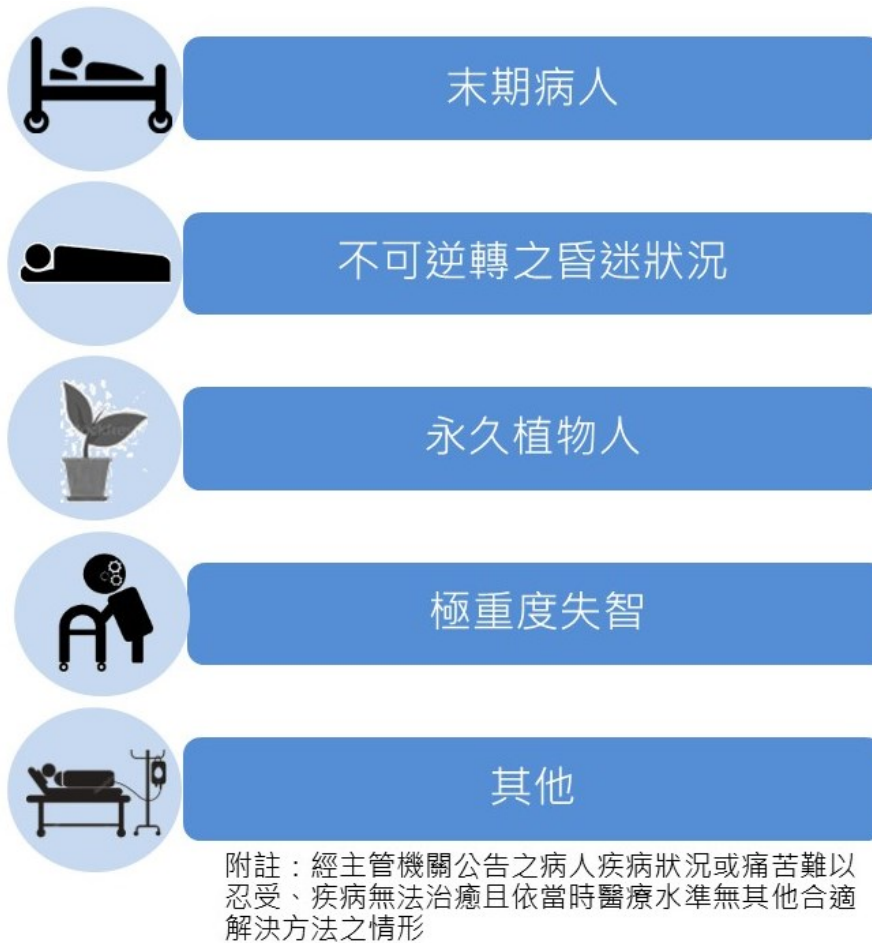 末期病人
不可逆轉之昏迷狀況
永久植物人
極重度失智
其他
附註：經主管機關公告之病人疾病狀況或痛苦難以
忍受、疾病無法治癒且依當時醫療水準無其他合適
解決方法之情形